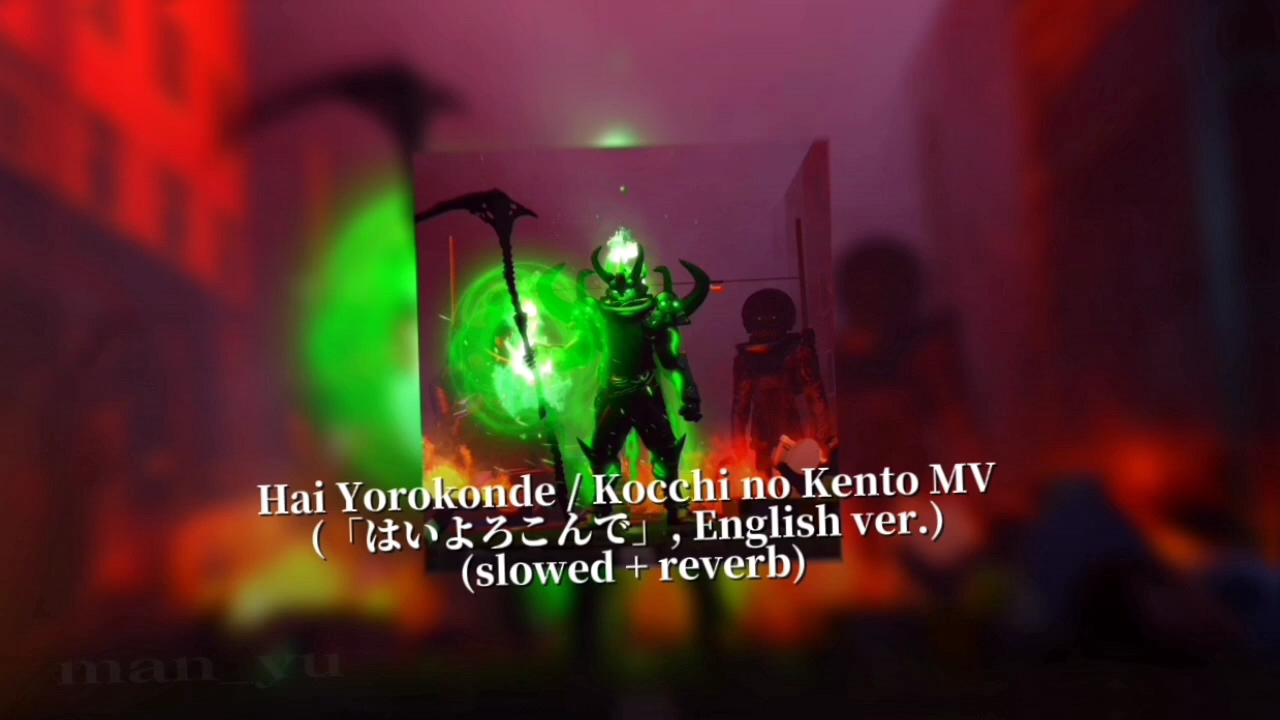 Hai Yorokonde / Kocchi no Kento MV
(「はいよろこんで」, English ver.)
(slowed + reverb)
man_yu